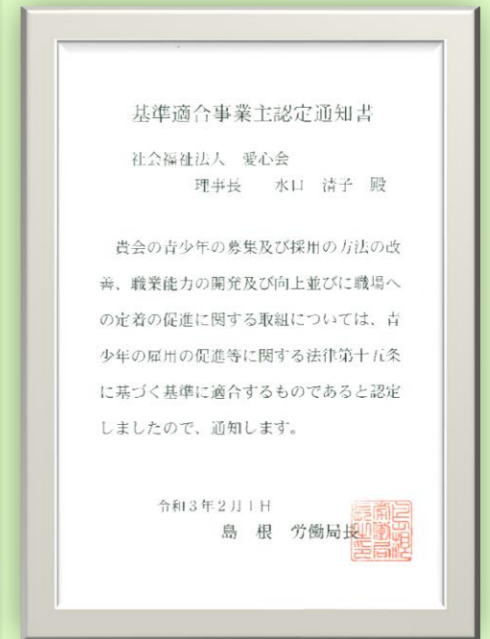 基準適合事業主認定通知書
社会福祉法人 愛心会
理事長 水口 清子 殿
貴会の青少年の募集及び採用の方法の改
善、職業能力の開発及び向上並びに職場へ
の定着の促進に関する取組については、青
少年の雇用の促進等に関する法律第十五条
に基づく基準に適合するものであると認定
しましたので、通知します。
令和3年2月1日
島 根 労働局長